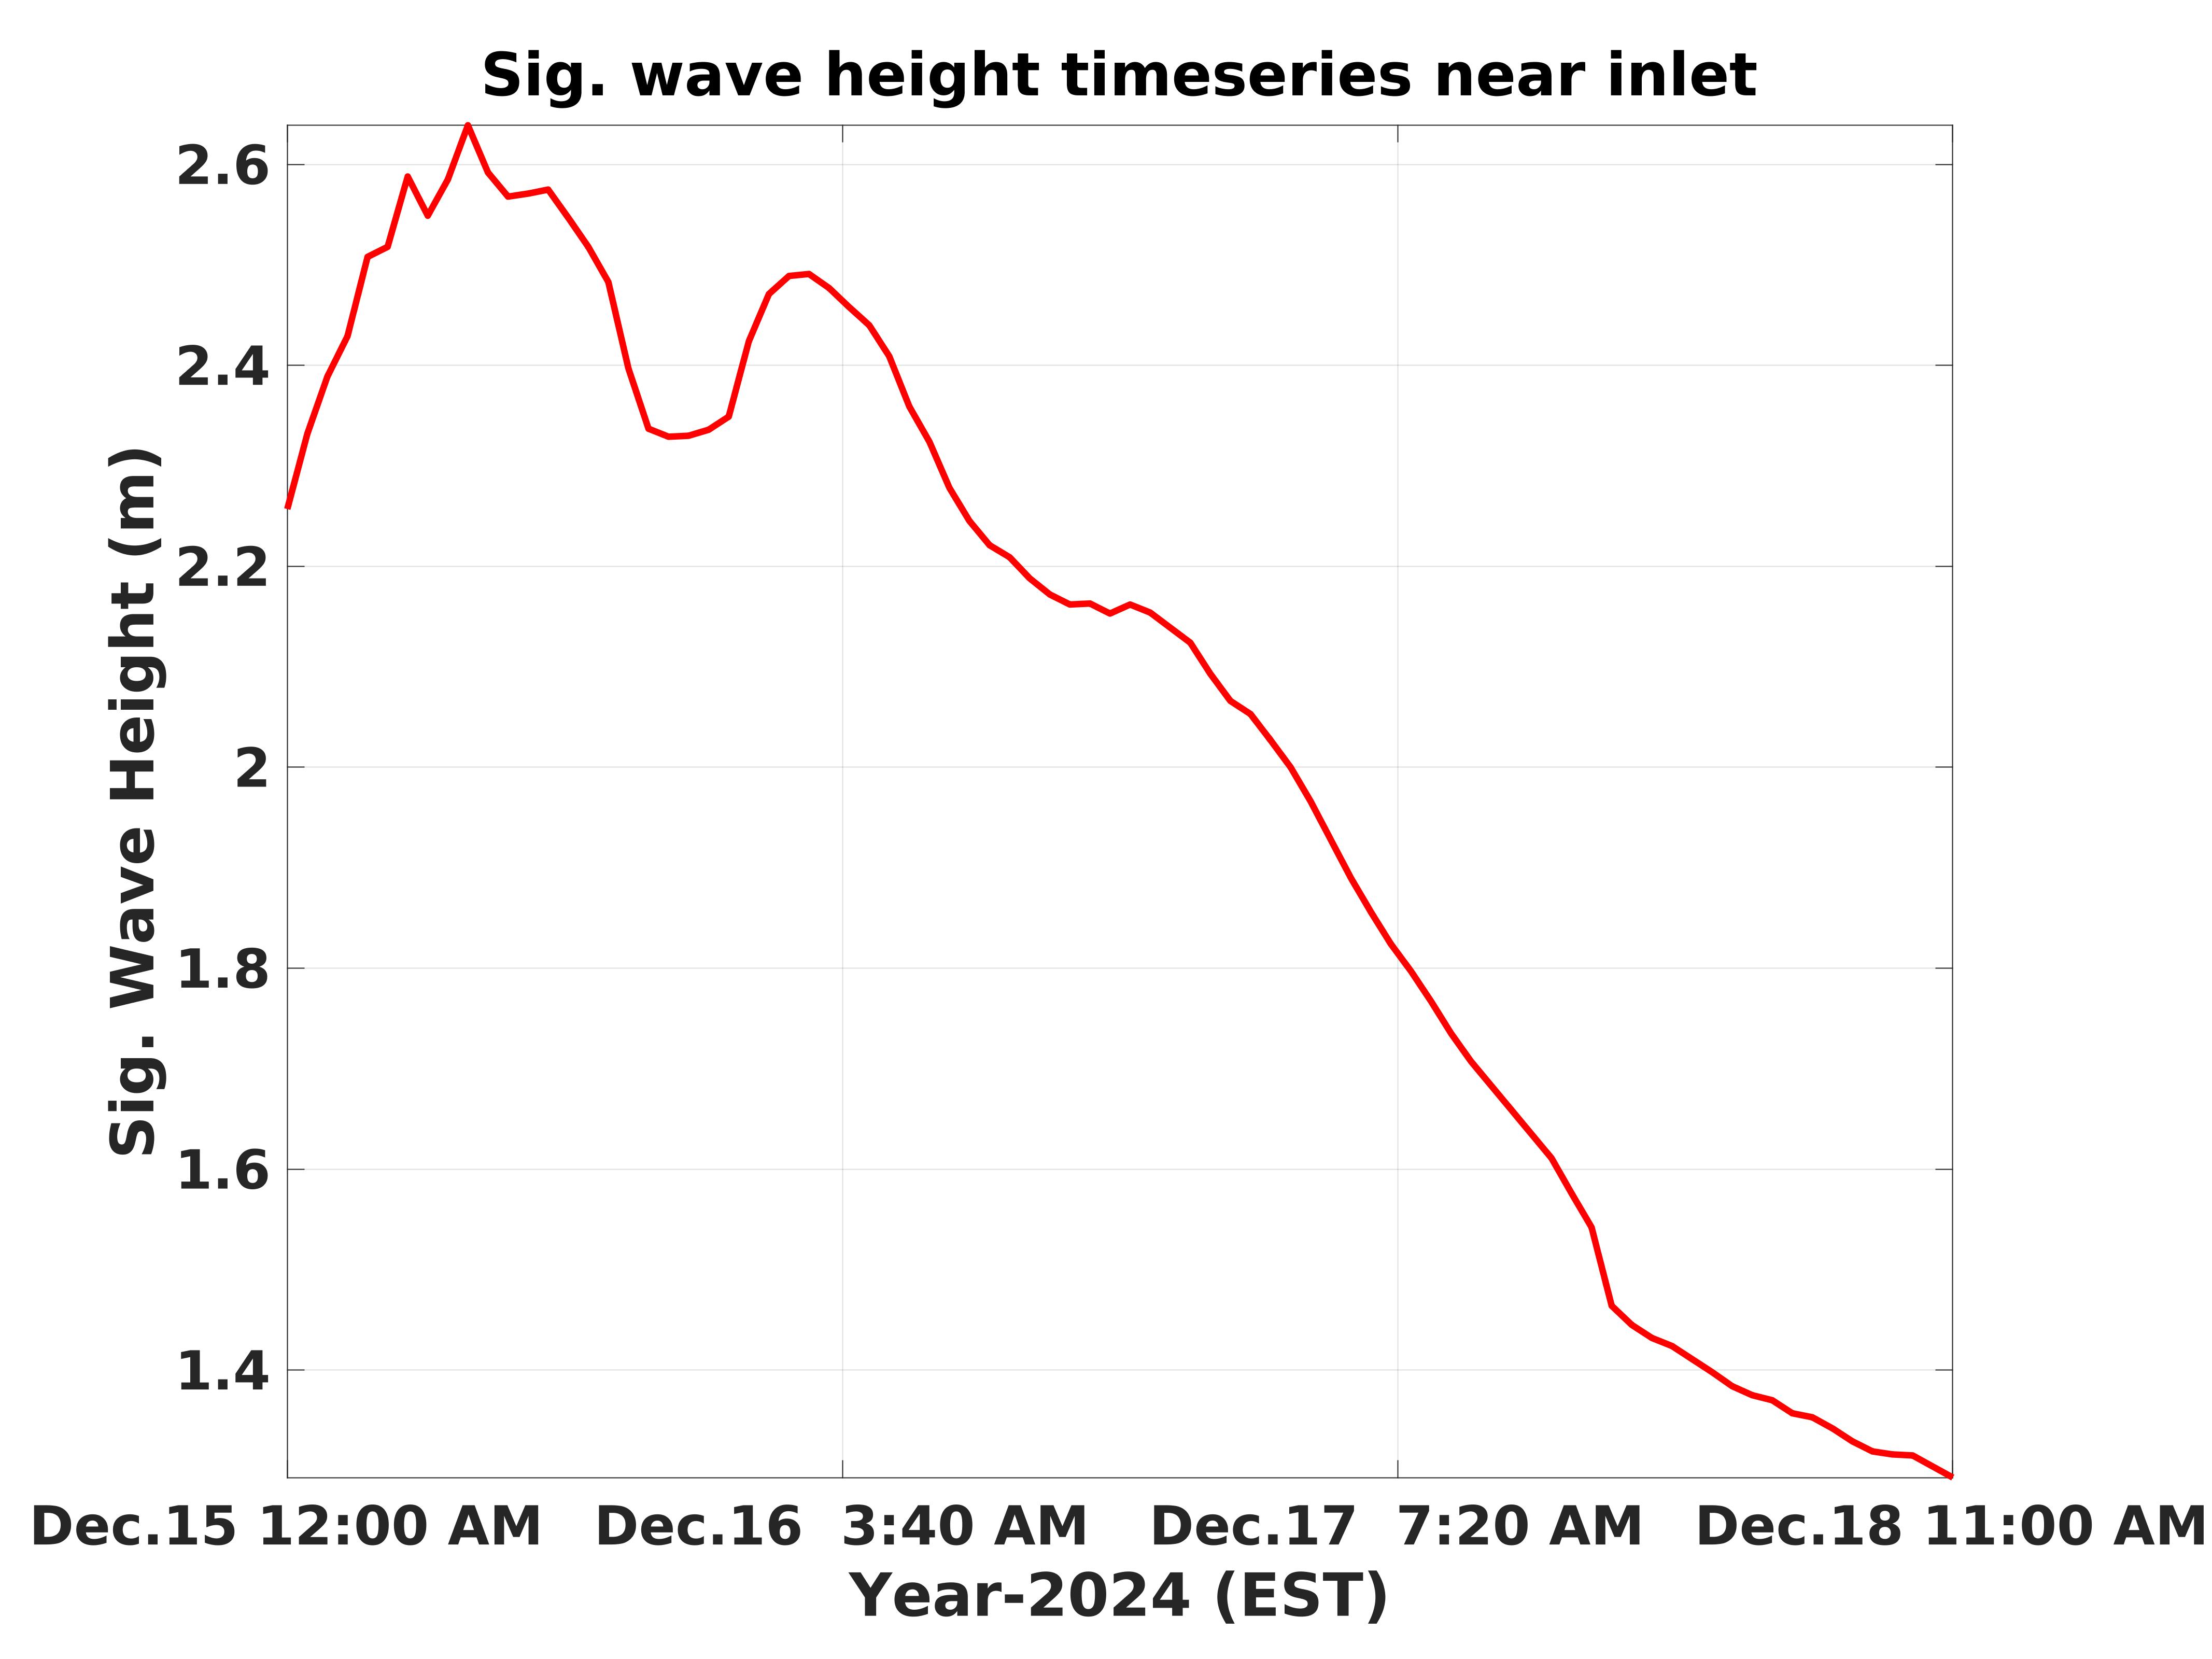 Sig. wave height timeseries near inlet
Sig. Wave Height (m)
2.6
2.4
2.2
2
1.8
1.6
1.4
Dec.15 12:00 AM Dec.16 3:40 AM Dec.17 7:20 AM Dec.18 11:00 AM
Year-2024 (EST)